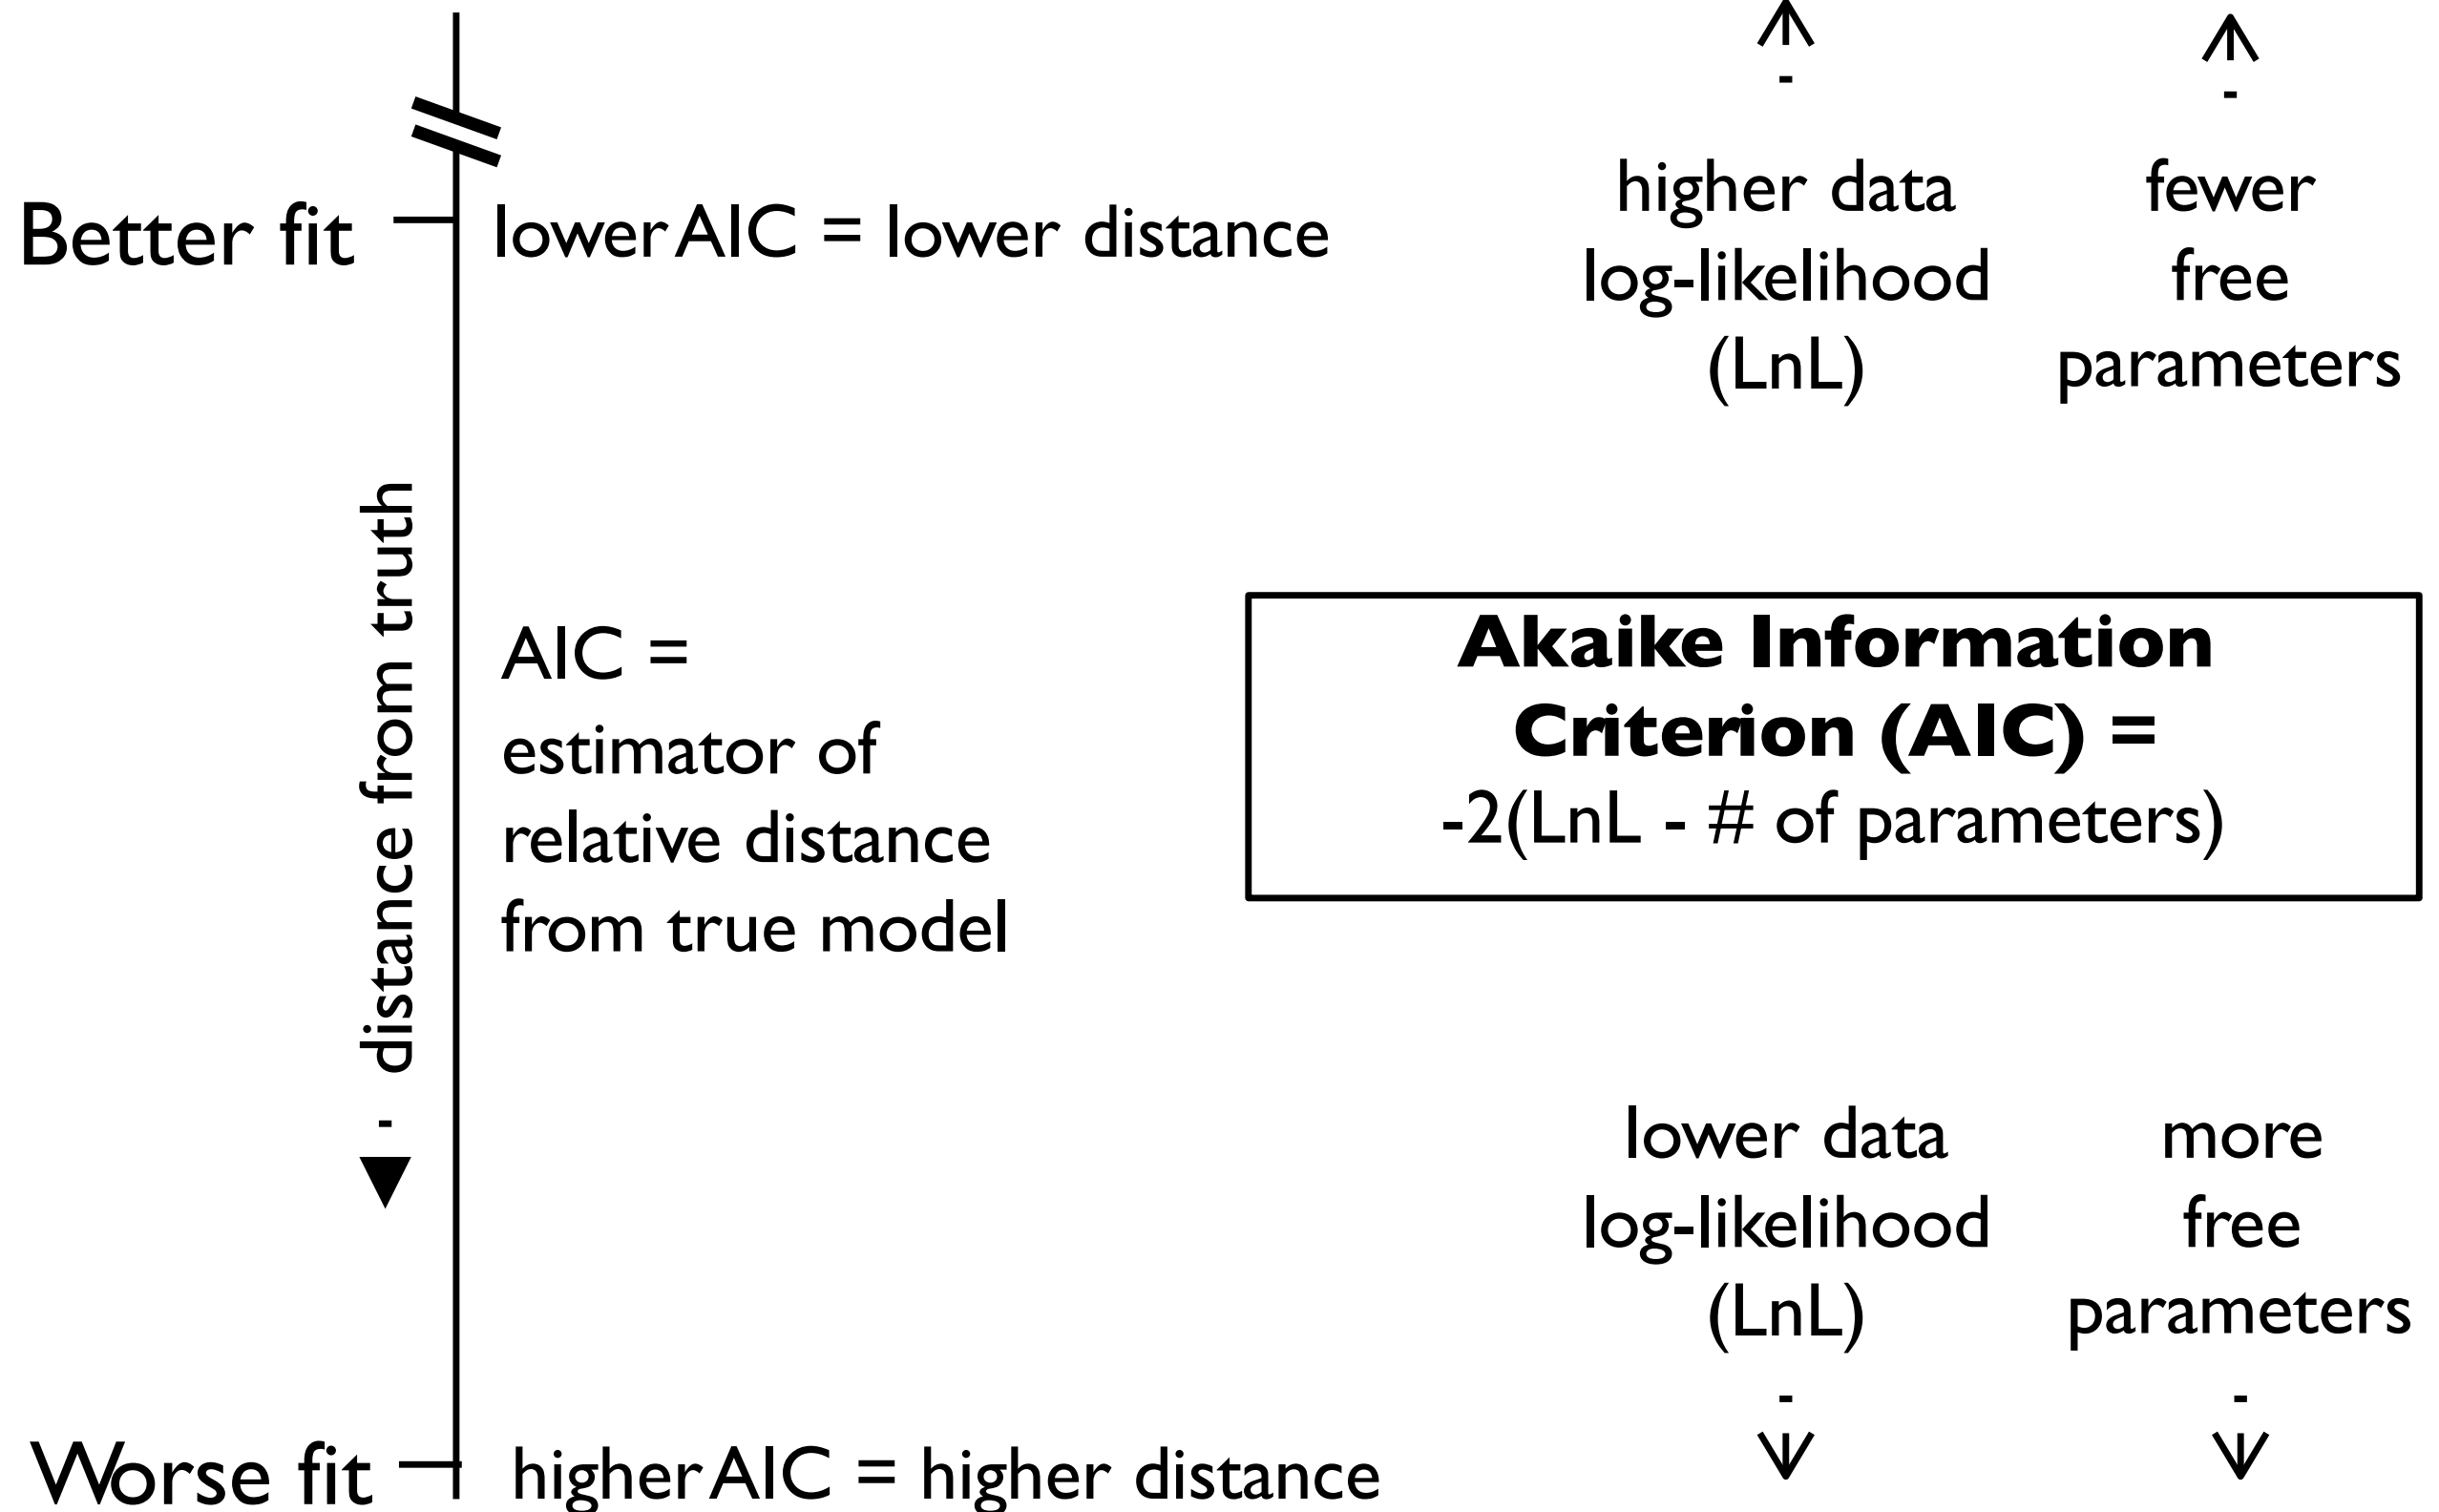 Better fit
lower AIC = lower distance
higher data
log-likelihood
(LnL)
fewer
free
parameters
distance from truth
AIC =
estimator of
relative distance
from true model
Akaike Information
Criterion (AIC) =
-2(LnL - # of parameters)
lower data
log-likelihood
(LnL)
more
free
parameters
Worse fit
higher AIC = higher distance